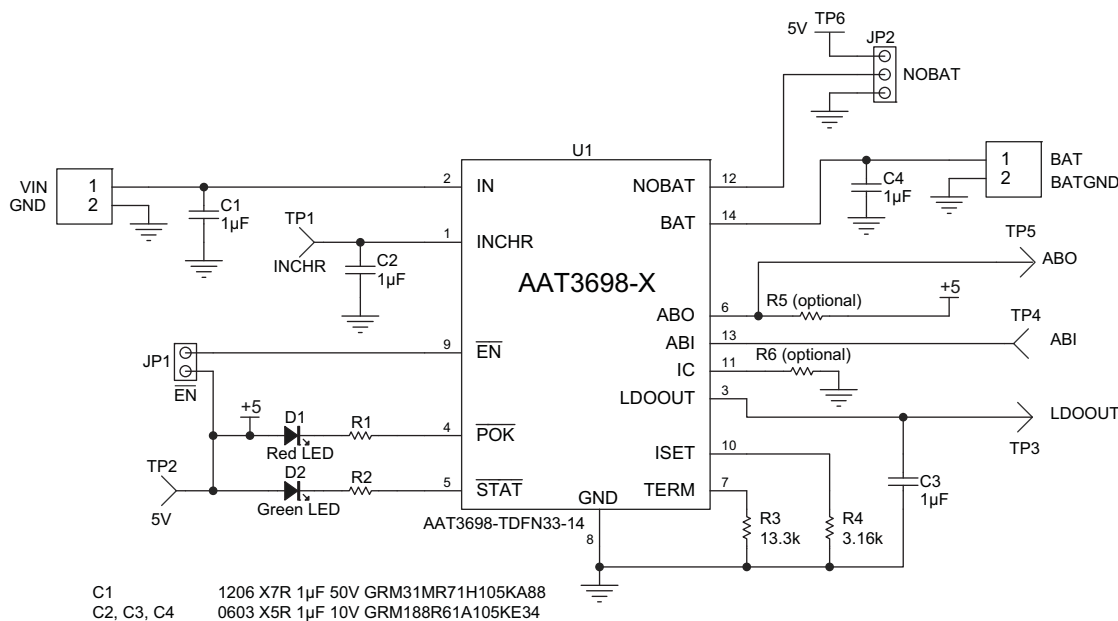 TP6
5V
JP2
NOBAT
U1
VIN
GND
1
2
C1
1µF
2
IN
NOBAT
12
BAT
14
C4
1µF
1
2
BAT
BATGND
TP1
INCHR
C2
1µF
1
INCHR
AAT3698-X
TP5
ABO
ABO
6
R5 (optional)
+5
ABI
13
TP4
ABI
IC
11
R6 (optional)
JP1
EN
9
EN
LDOOUT
3
LDOOUT
TP3
+5
D1
Red LED
R1
4
POK
ISET
10
TP2
5V
D2
Green LED
R2
5
STAT
TERM
7
GND
8
AAT3698-TDFN33-14
R3
13.3k
R4
3.16k
C3
1µF
C1 1206 X7R 1µF 50V GRM31MR71H105KA88
C2, C3, C4 0603 X5R 1µF 10V GRM188R61A105KE34